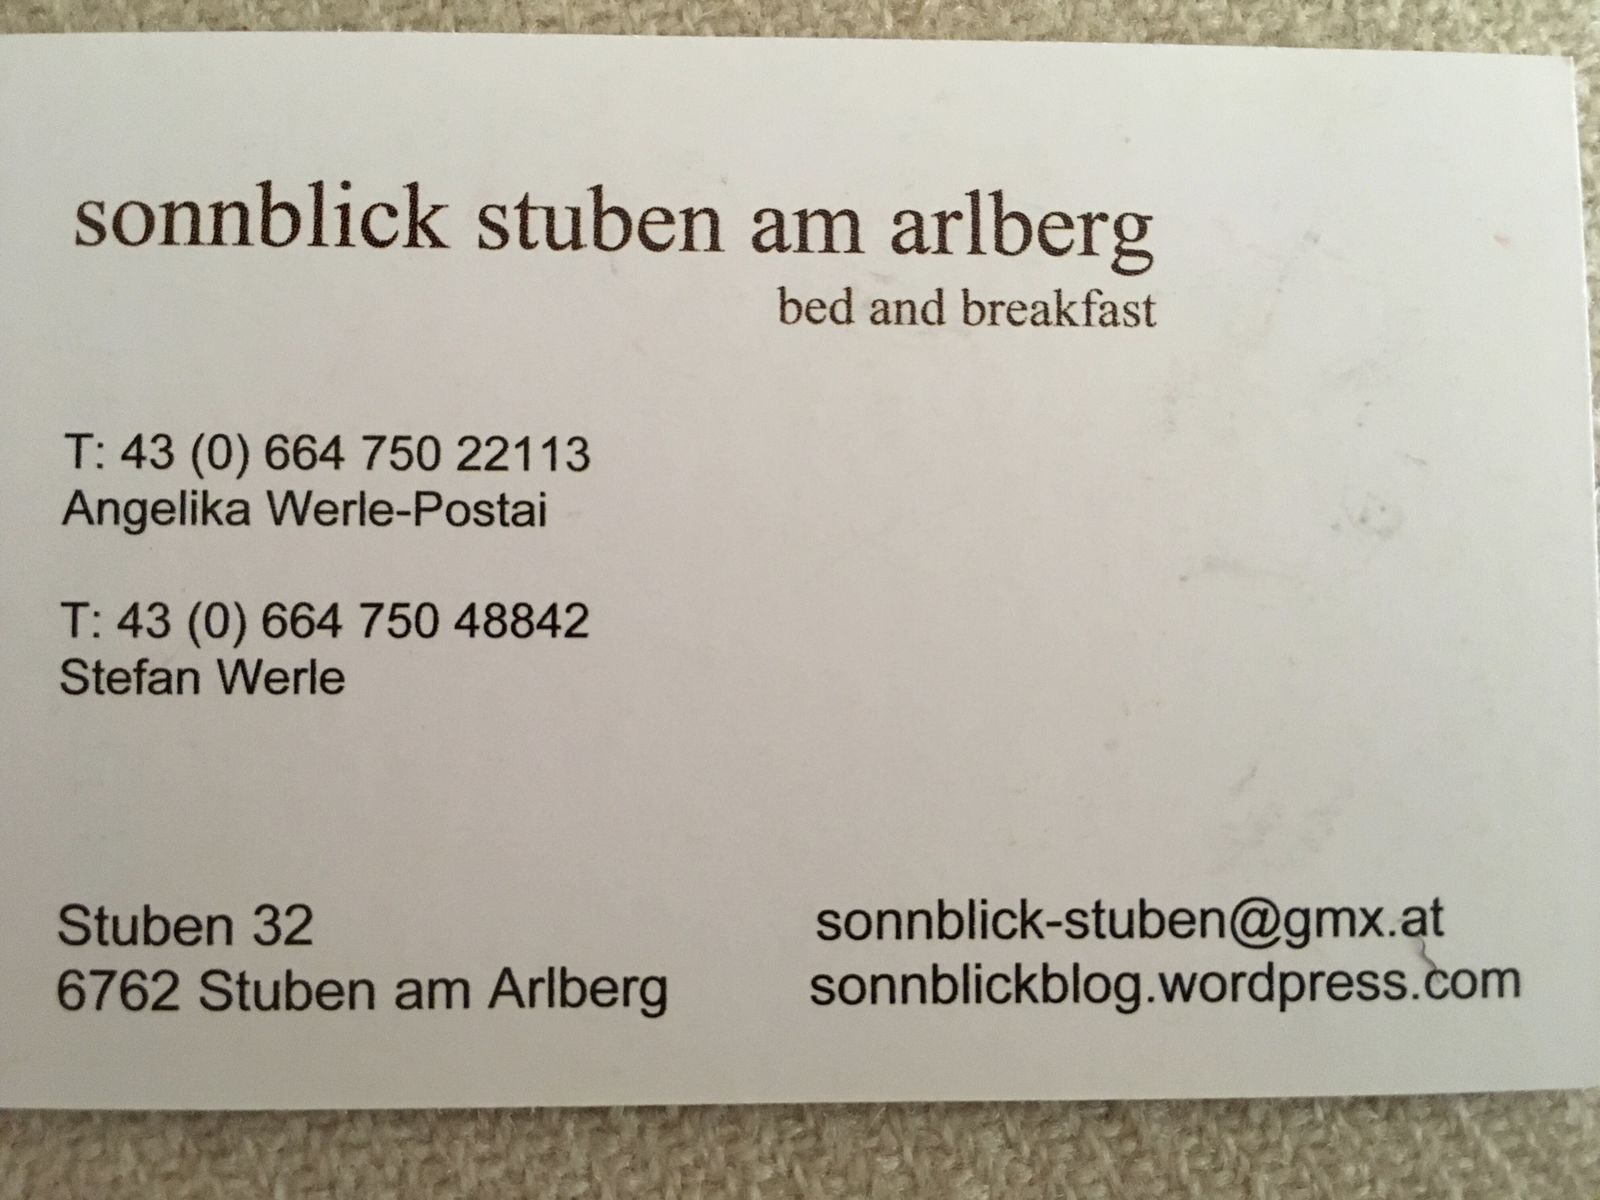 sonnblick stuben am arlberg
bed and breakfast
T: 43 (0) 664 750 22113
Angelika Werle-Postai
T: 43 (0) 664 750 48842
Stefan Werle
Stuben 32
6762 Stuben am Arlberg
sonnblick-stuben@gmx.at
sonnblickblog.wordpress.com